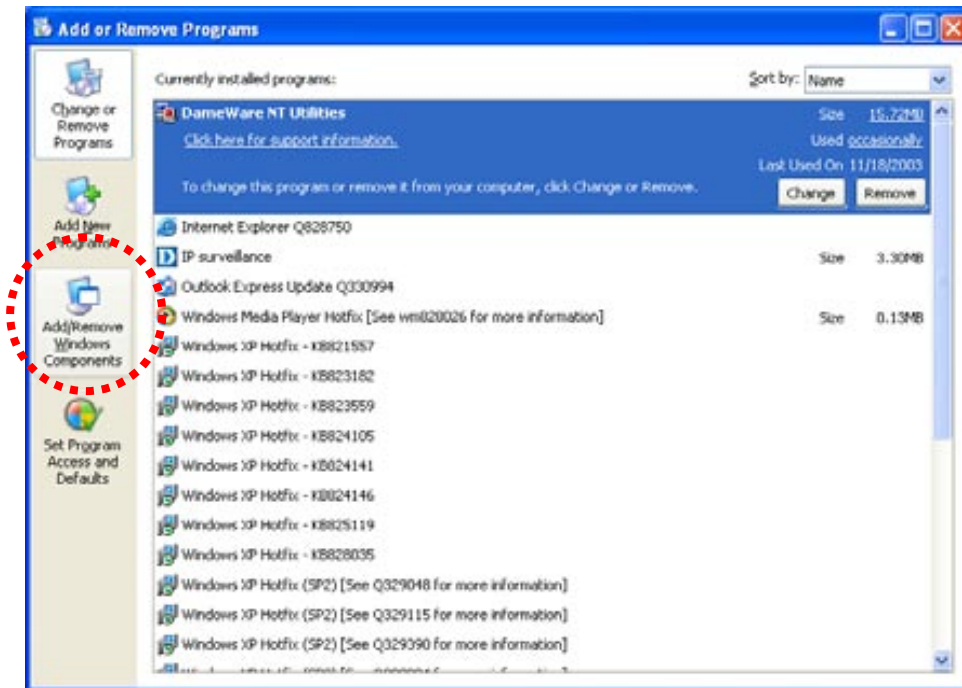 Add or Remove Programs
Change or
Remove
Programs
Add New
Programs
Add/Remove
Windows
Components
Set Program
Access and
Defaults
Currently installed programs:
Sort by: Name
DameWare NT Utilities
Size 15.72MB
Click here for support information.
Used occasionally
Last Used On 11/18/2003
To change this program or remove it from your computer, click Change or Remove.
Change Remove
Internet Explorer Q828750
IP surveillance Size 3.30MB
Outlook Express Update Q330994
Windows Media Player Hotfix [See wm828026 for more information] Size 0.13MB
Windows XP Hotfix - KB821557
Windows XP Hotfix - KB823182
Windows XP Hotfix - KB823559
Windows XP Hotfix - KB824105
Windows XP Hotfix - KB824141
Windows XP Hotfix - KB824146
Windows XP Hotfix - KB825119
Windows XP Hotfix - KB828035
Windows XP Hotfix (SP2) [See Q329048 for more information]
Windows XP Hotfix (SP2) [See Q329115 for more information]
Windows XP Hotfix (SP2) [See Q329390 for more information]